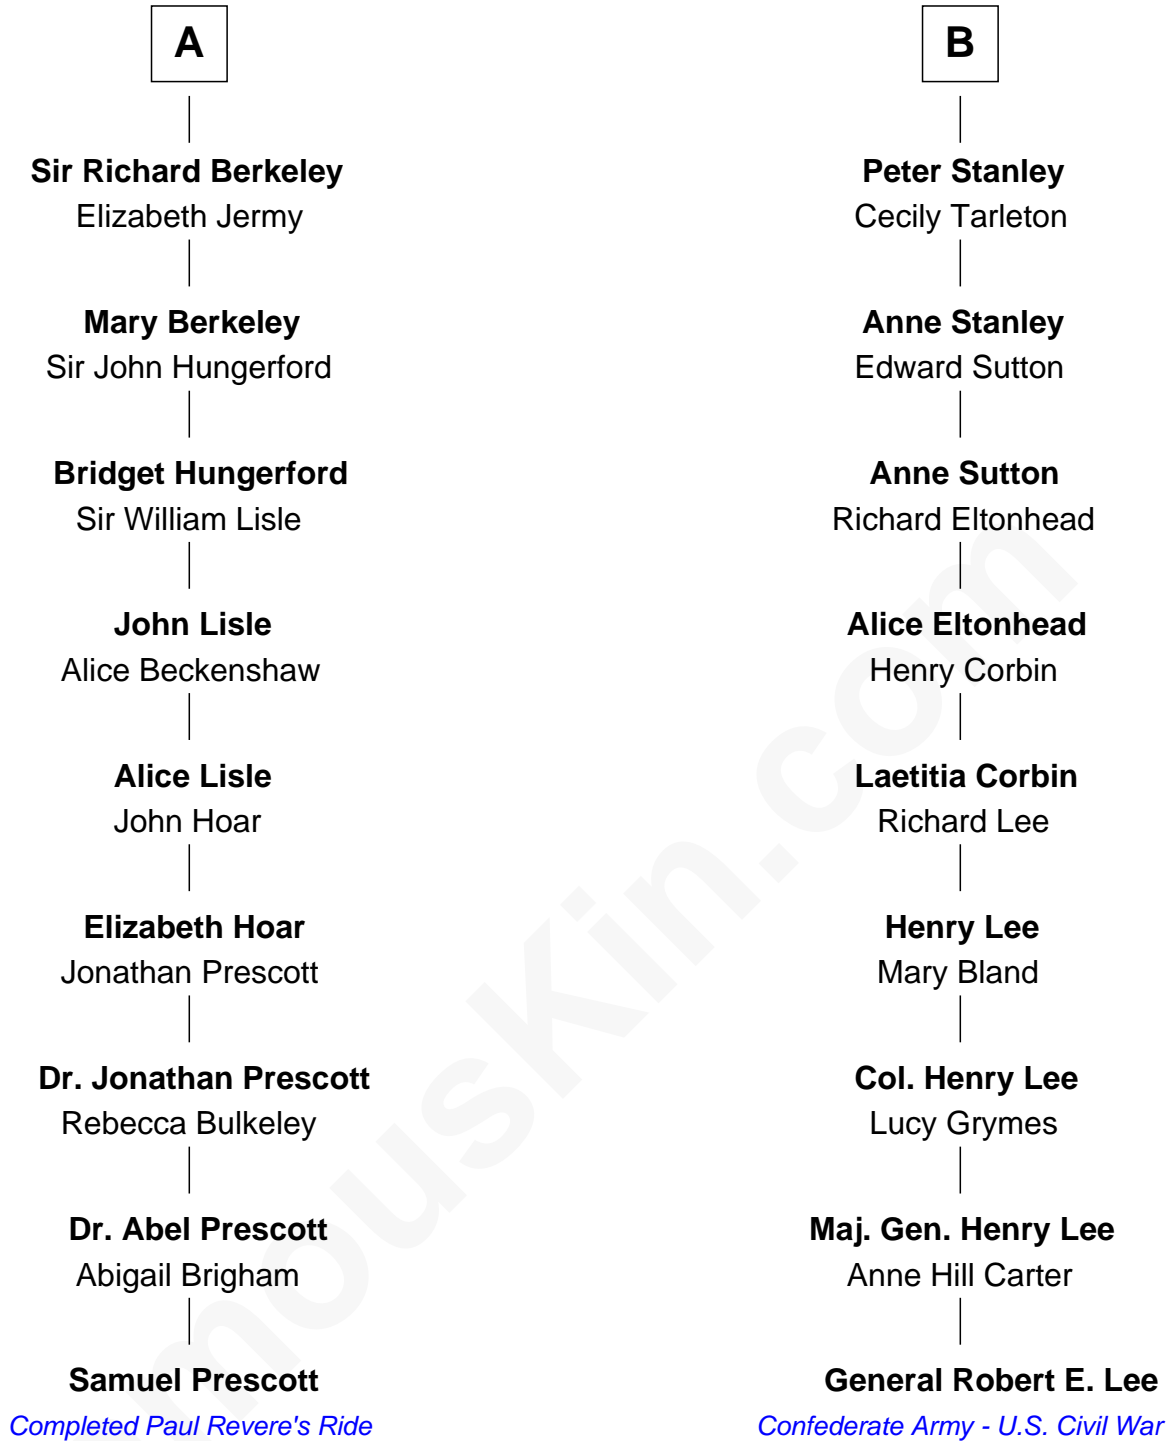 A
Sir Richard Berkeley
Elizabeth Jermy
Mary Berkeley
Sir John Hungerford
Bridget Hungerford
Sir William Lisle
John Lisle
Alice Beckenshaw
Alice Lisle
John Hoar
Elizabeth Hoar
Jonathan Prescott
Dr. Jonathan Prescott
Rebecca Bulkeley
Dr. Abel Prescott
Abigail Brigham
Samuel Prescott
Completed Paul Revere's Ride
B
Peter Stanley
Cecily Tarleton
Anne Stanley
Edward Sutton
Anne Sutton
Richard Eltonhead
Alice Eltonhead
Henry Corbin
Laetitia Corbin
Richard Lee
Henry Lee
Mary Bland
Col. Henry Lee
Lucy Grymes
Maj. Gen. Henry Lee
Anne Hill Carter
General Robert E. Lee
Confederate Army - U.S. Civil War
mousKin.com